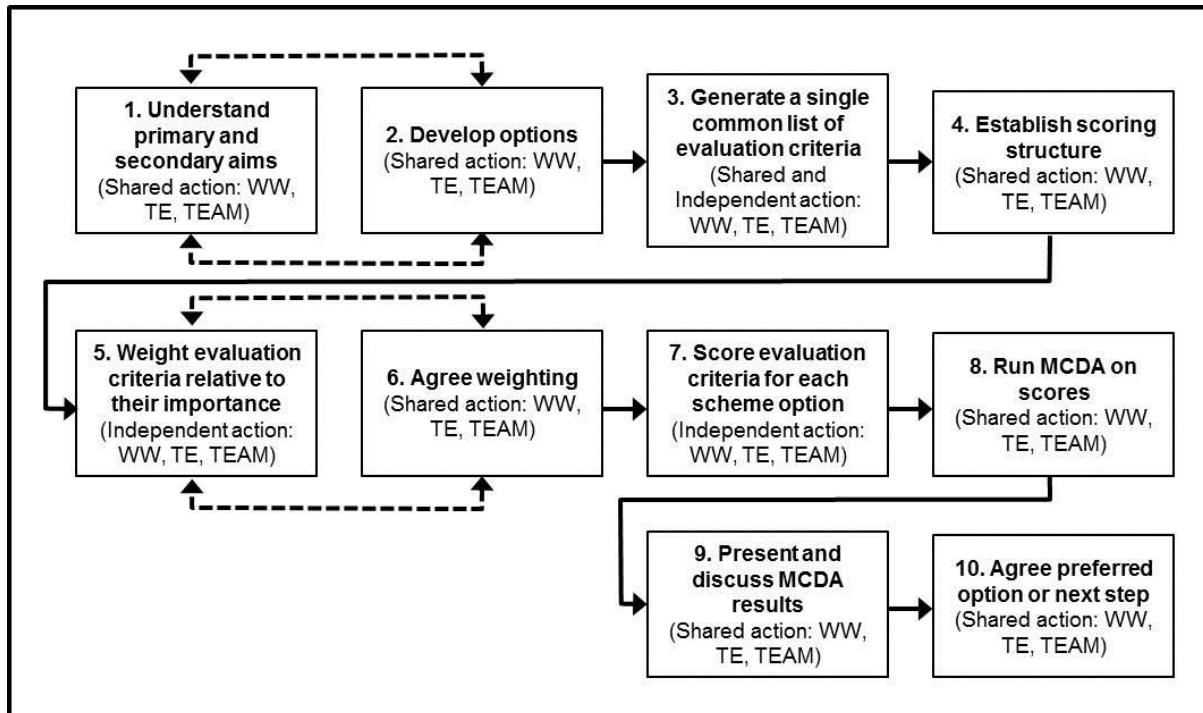 1. Understand
primary and
secondary aims
(Shared action: WW,
TE, TEAM)
2. Develop options
(Shared action: WW,
TE, TEAM)
3. Generate a single
common list of
evaluation criteria
(Shared and
Independent action:
WW, TE, TEAM)
4. Establish scoring
structure
(Shared action: WW,
TE, TEAM)
5. Weight evaluation
criteria relative to
their importance
(Independent action:
WW, TE, TEAM)
6. Agree weighting
(Shared action: WW,
TE, TEAM)
7. Score evaluation
criteria for each
scheme option
(Independent action:
WW, TE, TEAM)
8. Run MCDA on
scores
(Shared action: WW,
TE, TEAM)
9. Present and
discuss MCDA
results
(Shared action: WW,
TE, TEAM)
10. Agree preferred
option or next step
(Shared action: WW,
TE, TEAM)